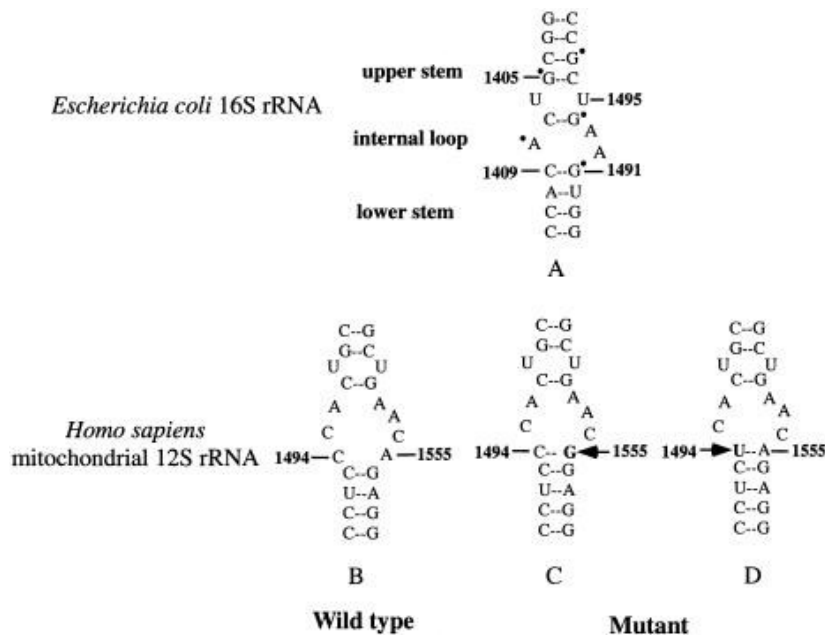 G--C
G--C
C--G•
upper stem 1405 •G--C
Escherichia coli 16S rRNA U U 1495
C--G•
internal loop •A A
A
1409 C--G• 1491
A--U
lower stem C--G
C--G
A
C--G C--G C--G
G--C G--C G--C
U U U U U U
C--G C--G C--G
A A A A A A
Homo sapiens C A C C A C C A C
mitochondrial 12S rRNA 1494 C A 1555 1494 C--G 1555 1494 U--A 1555
C--G C--G C--G
U--A U--A U--A
C--G C--G C--G
C--G C--G C--G
B C D
Wild type Mutant